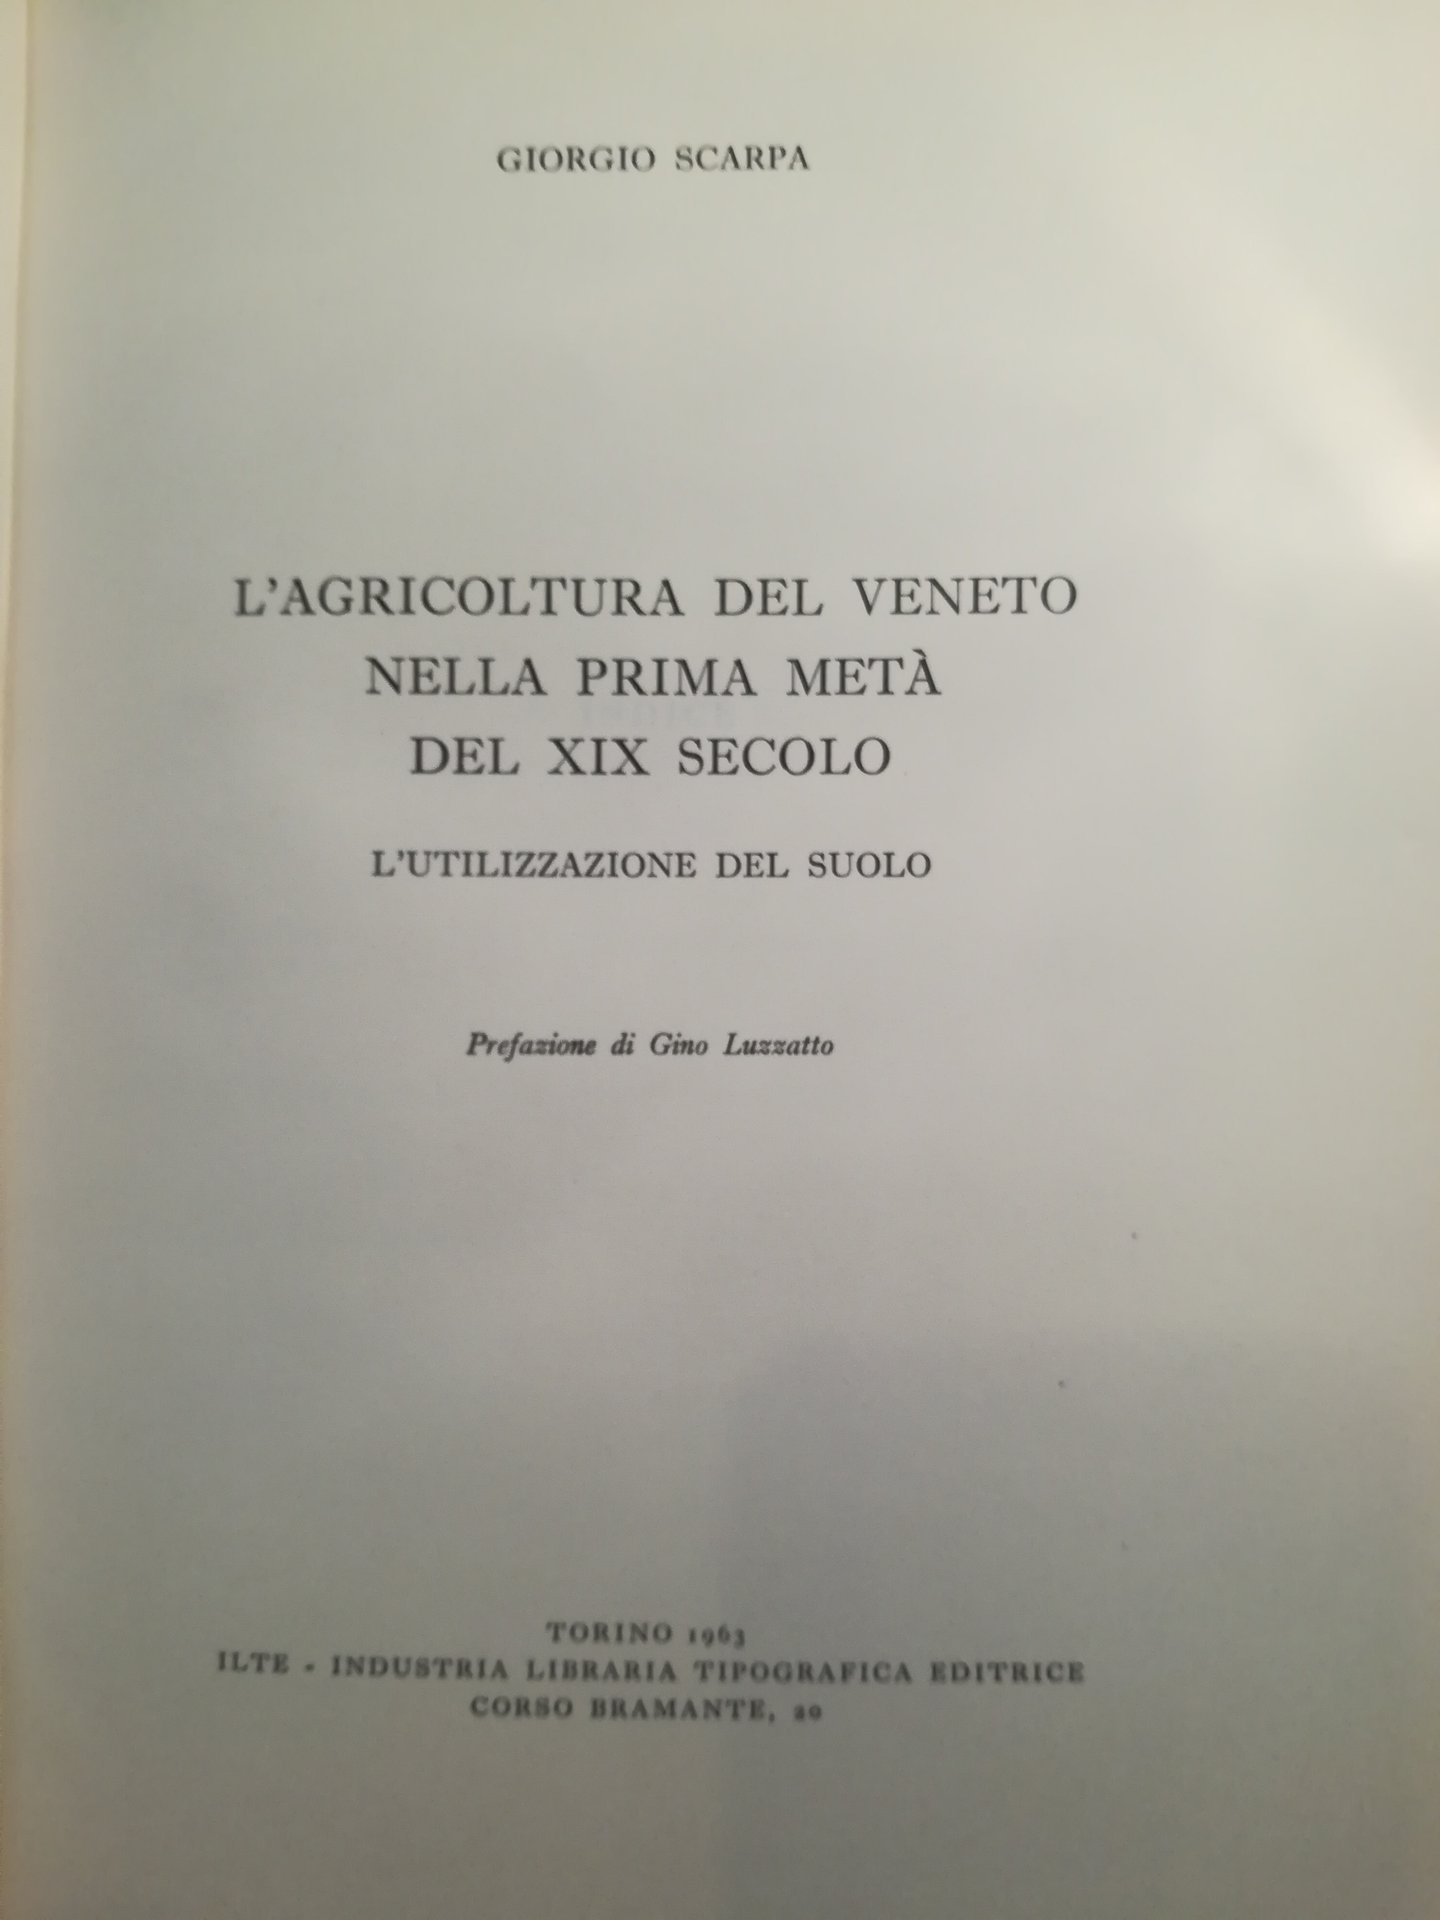 GIORGIO SCARPA
L'AGRICOLTURA DEL VENETO
NELLA PRIMA METÀ
DEL XIX SECOLO
L'UTILIZZAZIONE DEL SUOLO
Prefazione di Gino Luzzatto
TORINO 1963
ILTE - INDUSTRIA LIBRARIA TIPOGRAFICA EDITRICE
CORSO BRAMANTE, 20